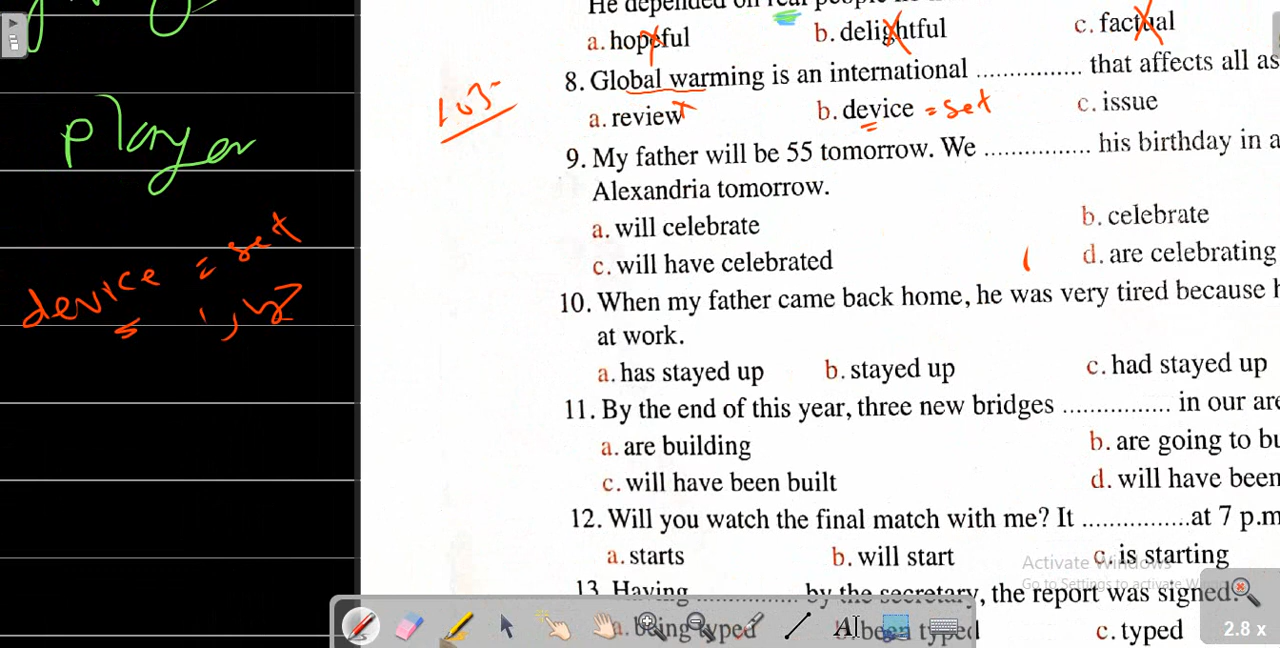 He depended on real people
a. hopeful b. delightful c. factual
8. Global warming is an international ................ that affects all as
a. review b. device = set c. issue
9. My father will be 55 tomorrow. We ................ his birthday in a
Alexandria tomorrow.
a. will celebrate b. celebrate
c. will have celebrated d. are celebrating
10. When my father came back home, he was very tired because h
at work.
a. has stayed up b. stayed up c. had stayed up
11. By the end of this year, three new bridges ................ in our are
a. are building b. are going to bu
c. will have been built d. will have been
12. Will you watch the final match with me? It ................at 7 p.m
a. starts b. will start c. is starting
13. Having ................ by the secretary, the report was signed.
a. being typed b. been typed c. typed
player
device = set
Activate Windows
Go to Settings to activate W
2.8 x